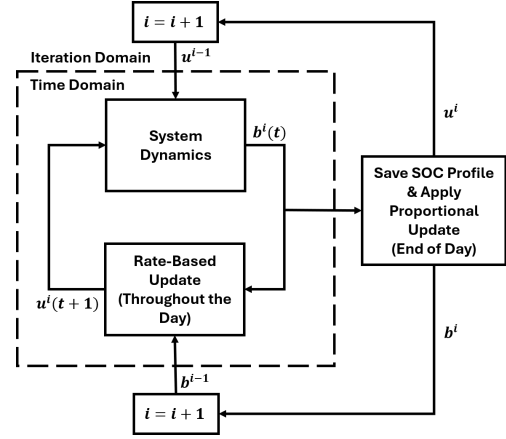 i = i + 1
Iteration Domain
u^{i-1}
Time Domain
System
Dynamics
b^i(t)
u^i
Save SOC Profile
& Apply
Proportional
Update
(End of Day)
Rate-Based
Update
(Throughout the
Day)
u^i(t + 1)
b^i
b^{i-1}
i = i + 1